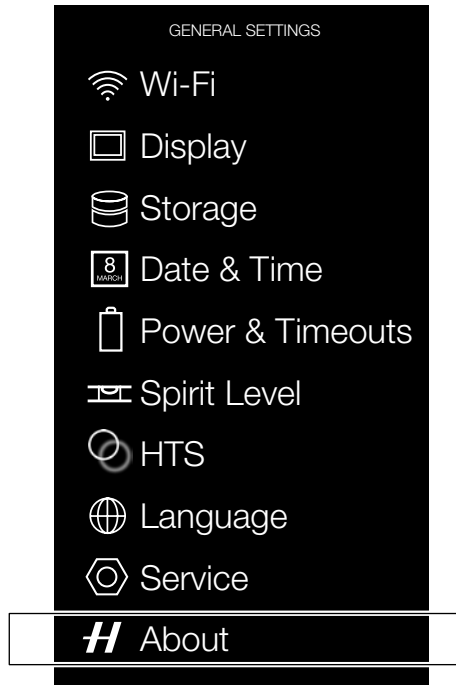 GENERAL SETTINGS
Wi-Fi
Display
Storage
8
MARCH
Date & Time
Power & Timeouts
Spirit Level
HTS
Language
Service
H About